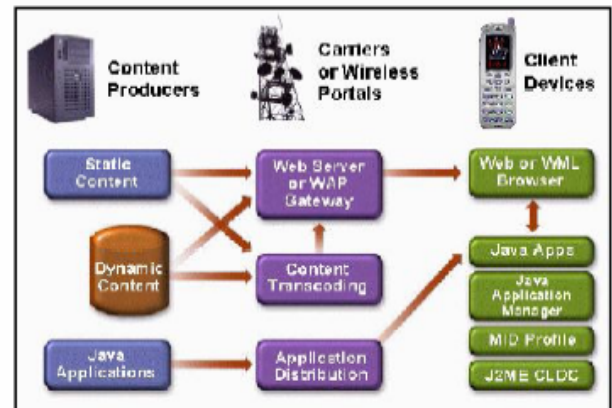 Content
Producers
Carriers
or Wireless
Portals
Client
Devices
Static
Content
Web Server
or WAP
Gateway
Web or WML
Browser
Dynamic
Content
Content
Transcoding
Java Apps
Java
Application
Manager
MID Profile
J2ME CLDC
Java
Applications
Application
Distribution